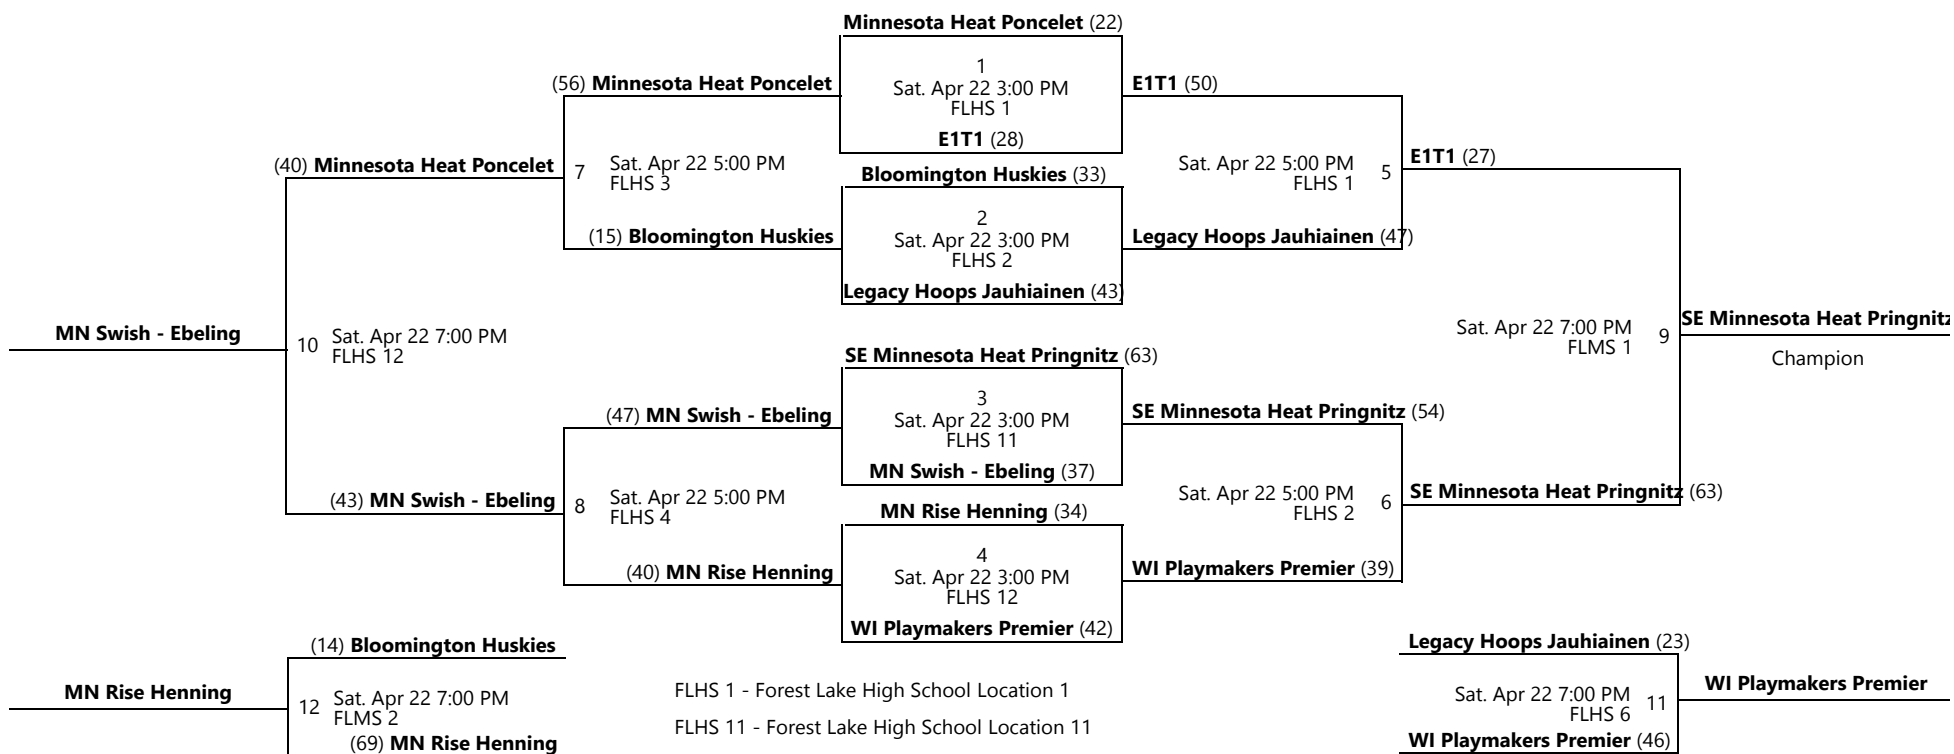 Minnesota Heat Poncelet (22)
1
Sat. Apr 22 3:00 PM
FLHS 1
E1T1 (28)
(56) Minnesota Heat Poncelet
E1T1 (50)
(40) Minnesota Heat Poncelet
7
Sat. Apr 22 5:00 PM
FLHS 3
Bloomington Huskies (33)
Sat. Apr 22 5:00 PM
FLHS 1
5
E1T1 (27)
2
Sat. Apr 22 3:00 PM
FLHS 2
(15) Bloomington Huskies
Legacy Hoops Jauhiainen (47)
Legacy Hoops Jauhiainen (43)
MN Swish - Ebeling
10
Sat. Apr 22 7:00 PM
FLHS 12
Sat. Apr 22 7:00 PM
FLMS 1
9
SE Minnesota Heat Pringnitz
Champion
SE Minnesota Heat Pringnitz (63)
3
Sat. Apr 22 3:00 PM
FLHS 11
MN Swish - Ebeling (37)
(47) MN Swish - Ebeling
SE Minnesota Heat Pringnitz (54)
(43) MN Swish - Ebeling
8
Sat. Apr 22 5:00 PM
FLHS 4
MN Rise Henning (34)
Sat. Apr 22 5:00 PM
FLHS 2
6
SE Minnesota Heat Pringnitz (63)
4
Sat. Apr 22 3:00 PM
FLHS 12
(40) MN Rise Henning
WI Playmakers Premier (39)
WI Playmakers Premier (42)
(14) Bloomington Huskies
MN Rise Henning
12
Sat. Apr 22 7:00 PM
FLMS 2
(69) MN Rise Henning
FLHS 1 - Forest Lake High School Location 1
FLHS 11 - Forest Lake High School Location 11
Legacy Hoops Jauhiainen (23)
Sat. Apr 22 7:00 PM
FLHS 6
11
WI Playmakers Premier
WI Playmakers Premier (46)